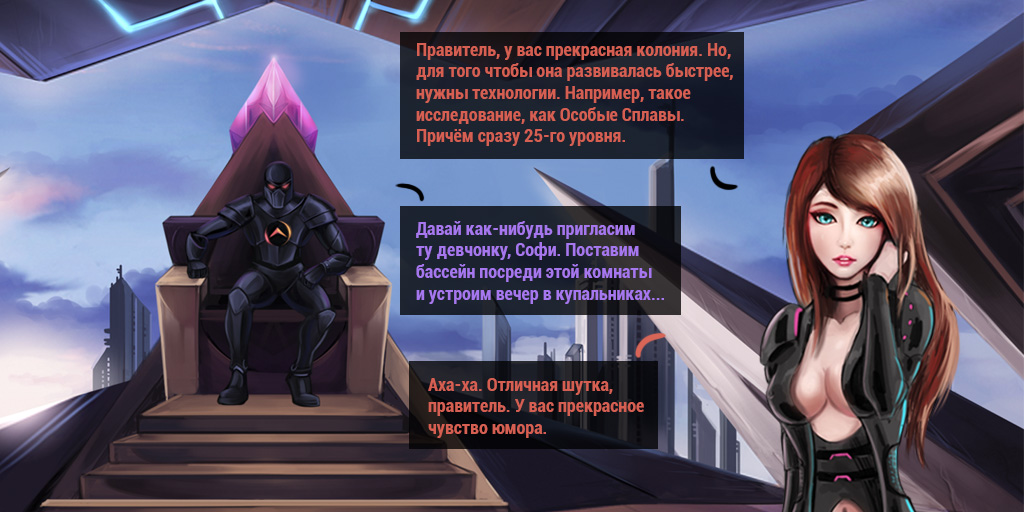 Правитель, у вас прекрасная колония. Но,
для того чтобы она развивалась быстрее,
нужны технологии. Например, такое
исследование, как Особые Сплавы.
Причём сразу 25-го уровня.
Давай как-нибудь пригласим
ту девчонку, Софи. Поставим
бассейн посреди этой комнаты
и устроим вечер в купальниках...
Аха-ха. Отличная шутка,
правитель. У вас прекрасное
чувство юмора.